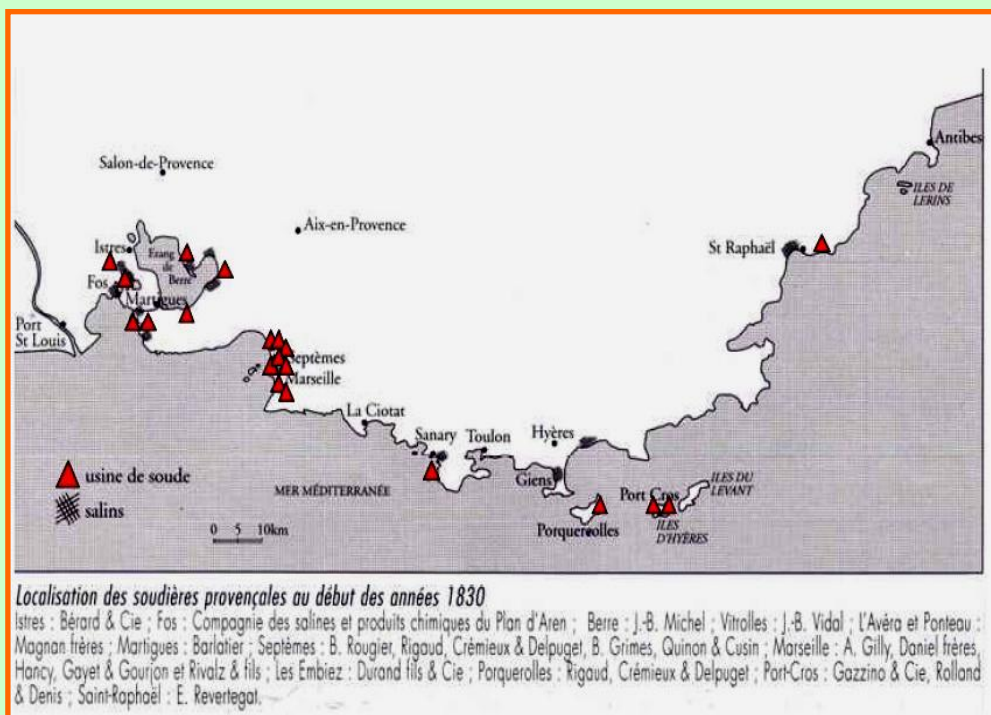 Antibes
Salon-de-Provence
ILES DE
LERINS
Aix-en-Provence
Istres
Etang
de
Berre
St Raphaël
Fos
Martigues
Port
St Louis
Septèmes
Marseille
La Ciotat
Sanary
Toulon
Hyères
usine de soude
salins
MER MÉDITERRANÉE
Giens
Port Cros
ILES DU
LEVANT
0 5 10km
Porquerolles
ILES
D'HYÈRES
Localisation des soudières provençales au début des années 1830
Istres : Bérard & Cie ; Fos : Compagnie des salines et produits chimiques du Plan d'Aren ; Berre : J.-B. Michel ; Vitrolles : J.-B. Vidal ; L'Avéra et Ponteau :
Magnan frères ; Martigues : Barlatier ; Septèmes : B. Rougier, Rigaud, Crémieux & Delpuget, B. Grimes, Quinon & Cusin ; Marseille : A. Gilly, Daniel frères,
Hancy, Gayet & Gourjon et Rivalz & fils ; Les Embiez : Durand fils & Cie ; Porquerolles : Rigaud, Crémieux & Delpuget ; Port-Cros : Gazzino & Cie, Rolland
& Denis ; Saint-Raphaël : E. Revertegat.